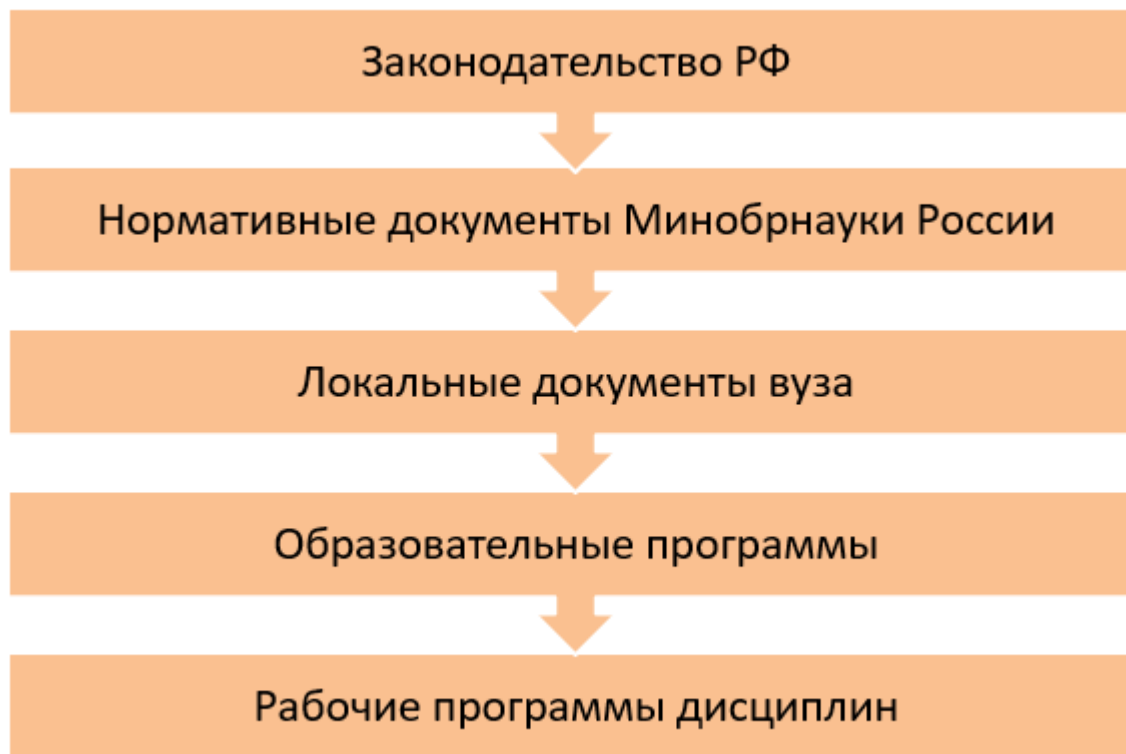 Законодательство РФ
Нормативные документы Минобрнауки России
Локальные документы вуза
Образовательные программы
Рабочие программы дисциплин